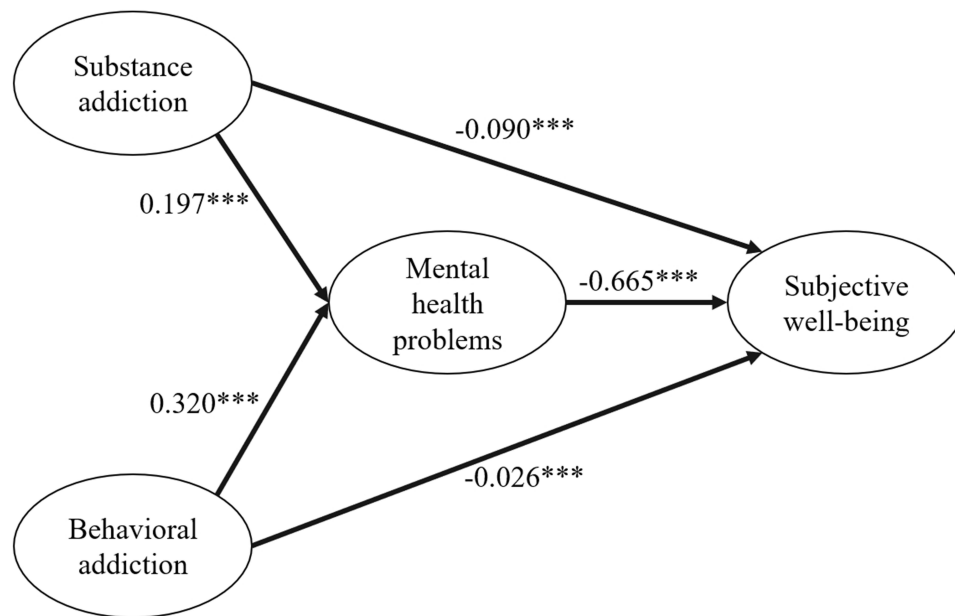 Substance
addiction
-0.090***
0.197***
Mental
health
problems
-0.665***
Subjective
well-being
0.320***
-0.026***
Behavioral
addiction